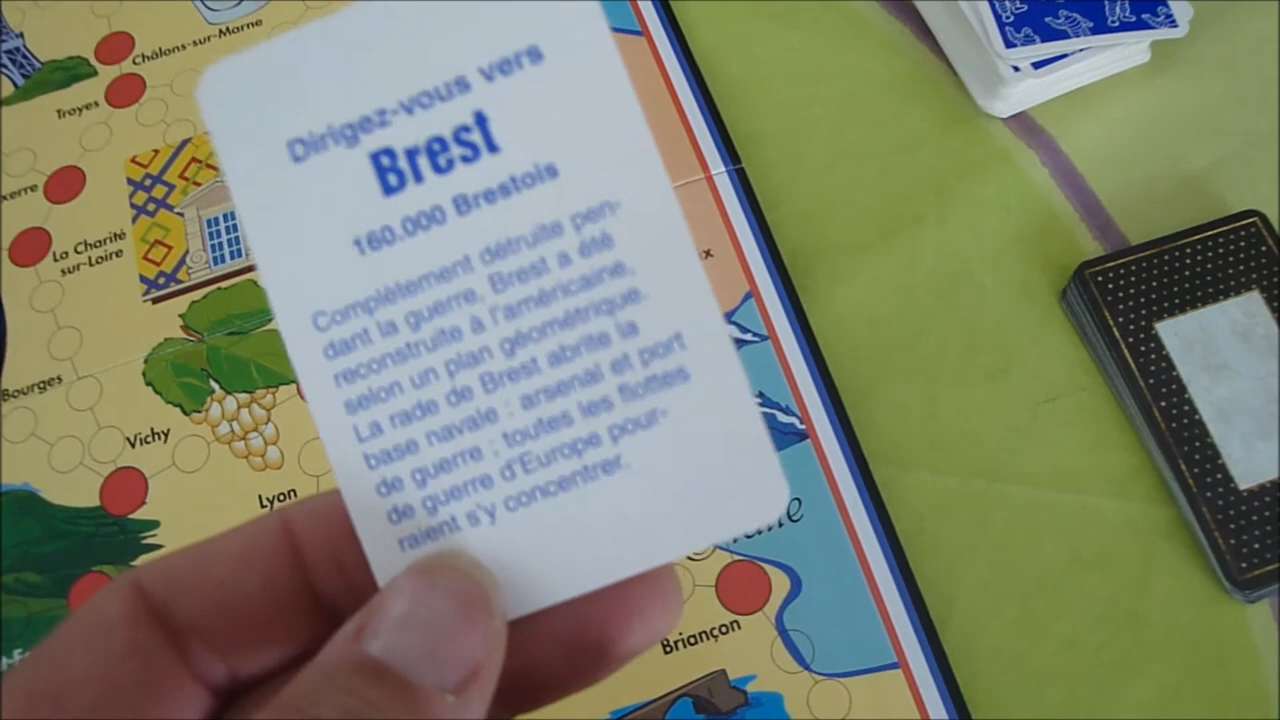 Châlons-sur-Marne
Troyes
xerre
La Charité
sur-Loire
Bourges
Vichy
Lyon
Briançon
Dirigez-vous vers
Brest
160.000 Brestois
Complètement détruite pen-
dant la guerre, Brest a été
reconstruite à l'américaine,
selon un plan géométrique.
La rade de Brest abrite la
base navale : arsenal et port
de guerre ; toutes les flottes
de guerre d'Europe pour-
raient s'y concentrer.